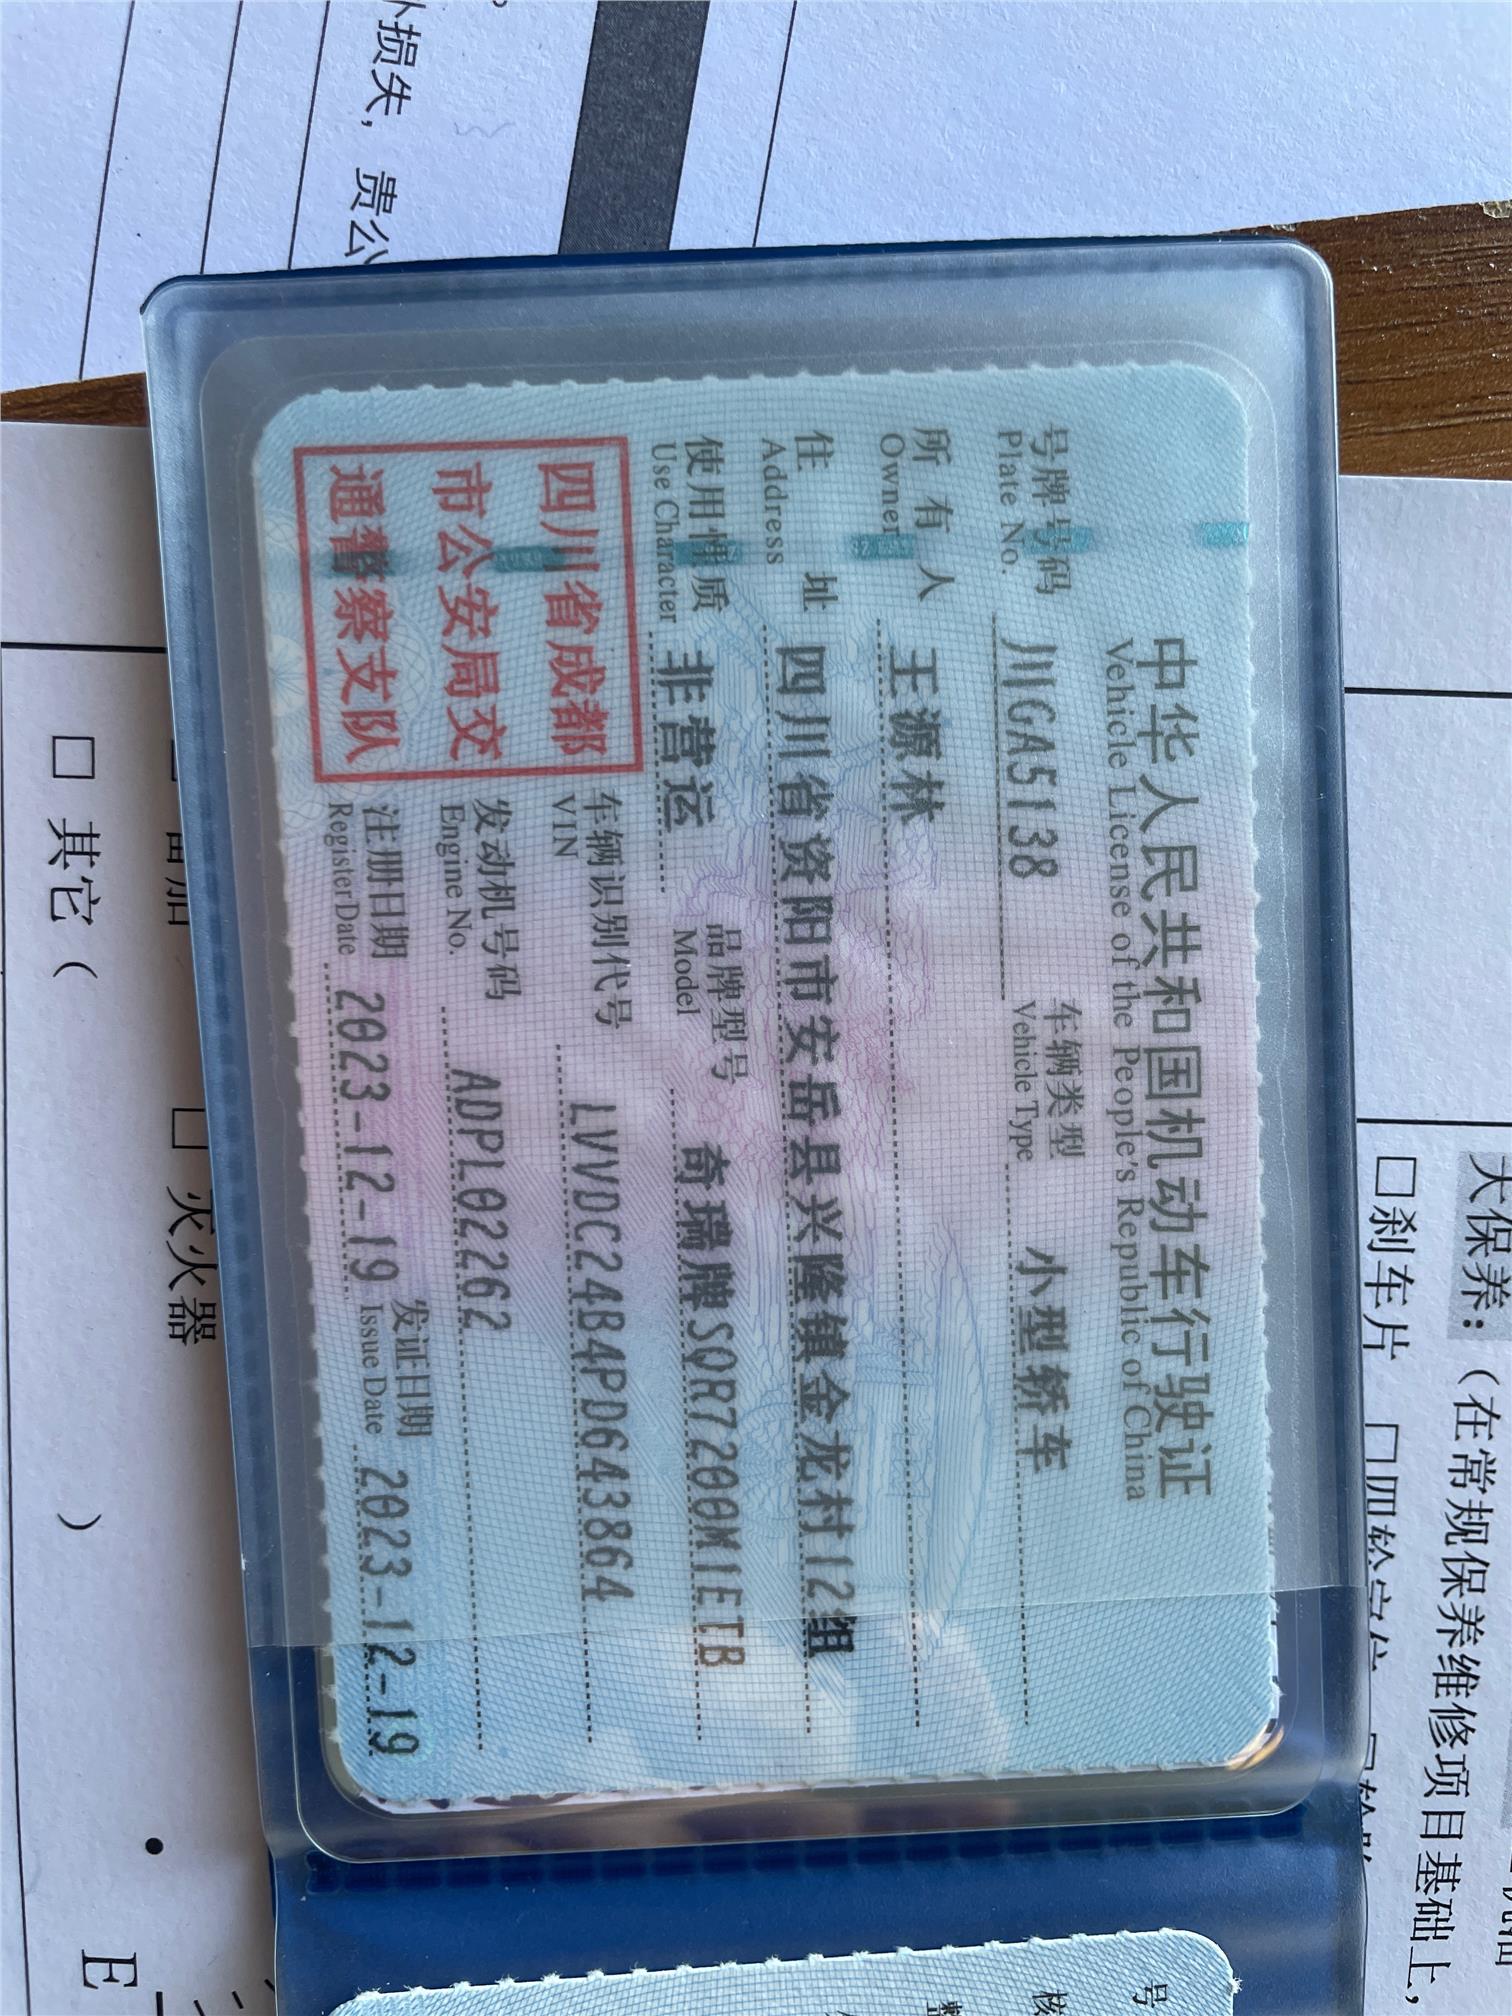 中华人民共和国机动车行驶证
Vehicle License of the People's Republic of China
号牌号码 川GA5138 车辆类型 小型轿车
Plate No. Vehicle Type
所有人 王源林
Owner
住址 四川省资阳市安岳县兴隆镇金龙村12组
Address
使用性质 非营运 品牌型号 奇瑞牌SQR7200M1ETB
Use Character Model
四川省成都
市公安局交
通警察支队
车辆识别代号 LVVDC24B4PD643864
VIN
发动机号码 ADPL02262
Engine No.
注册日期 2023-12-19 发证日期 2023-12-19
Register Date Issue Date
损失，贵公
大保养：（在常规保养维修项目基础上，
□刹车片 □四轮定位
□ 灭火器
□ 其它（ ）
号
核